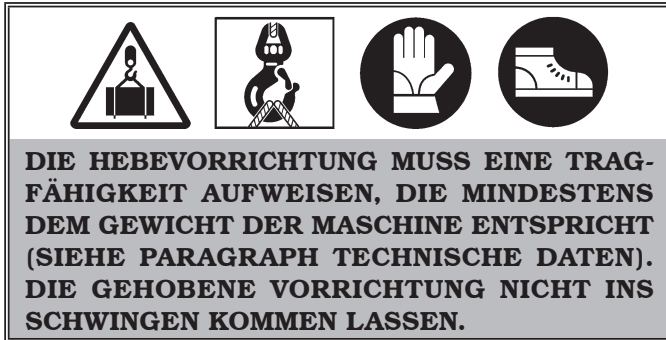 DIE HEBEVORRICHTUNG MUSS EINE TRAG-
FÄHIGKEIT AUFWEISEN, DIE MINDESTENS
DEM GEWICHT DER MASCHINE ENTSPRICHT
(SIEHE PARAGRAPH TECHNISCHE DATEN).
DIE GEHOBENE VORRICHTUNG NICHT INS
SCHWINGEN KOMMEN LASSEN.